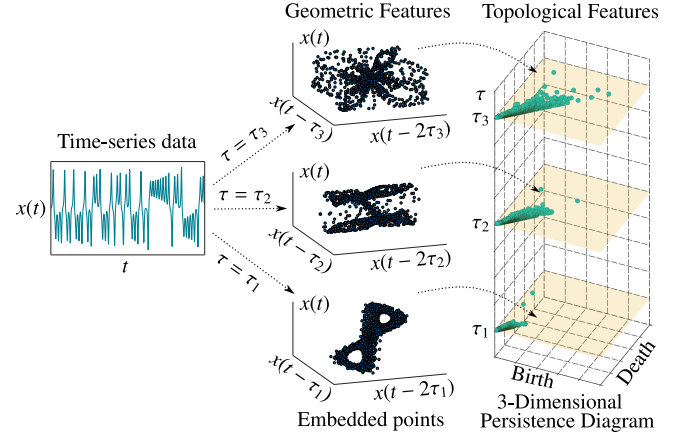 Geometric Features
Topological Features
Time-series data
x(t)
t
τ = τ3
τ = τ2
τ = τ1
x(t)
x(t − τ3)
x(t − 2τ3)
x(t)
x(t − τ2)
x(t − 2τ2)
x(t)
x(t − τ1)
x(t − 2τ1)
Embedded points
τ
τ3
τ2
τ1
Birth
Death
3-Dimensional
Persistence Diagram